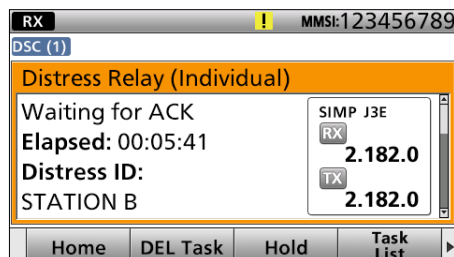 RX ! MMSI:123456789
DSC (1)
Distress Relay (Individual)
Waiting for ACK
Elapsed: 00:05:41
Distress ID:
STATION B
SIMP J3E
RX
2.182.0
TX
2.182.0
Home DEL Task Hold Task List